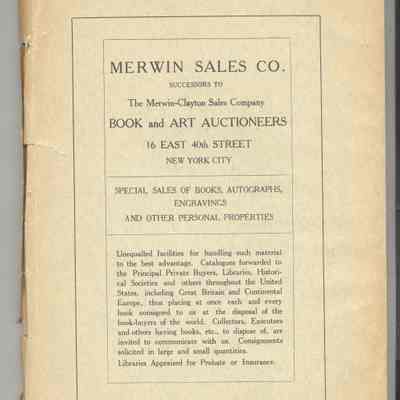 MERWIN SALES CO.
SUCCESSORS TO
The Merwin-Clayton Sales Company
BOOK and ART AUCTIONEERS
16 EAST 40th STREET
NEW YORK CITY
SPECIAL SALES OF BOOKS, AUTOGRAPHS,
ENGRAVINGS
AND OTHER PERSONAL PROPERTIES
Unequalled facilities for handling such material
to the best advantage. Catalogues forwarded to
the Principal Private Buyers, Libraries, Histori-
cal Societies and others throughout the United
States, including Great Britain and Continental
Europe, thus placing at once each and every
book consigned to us at the disposal of the
book-buyers of the world. Collectors, Executors
and others having books, etc., to dispose of, are
invited to communicate with us. Consignments
solicited in large and small quantities.
Libraries Appraised for Probate or Insurance.